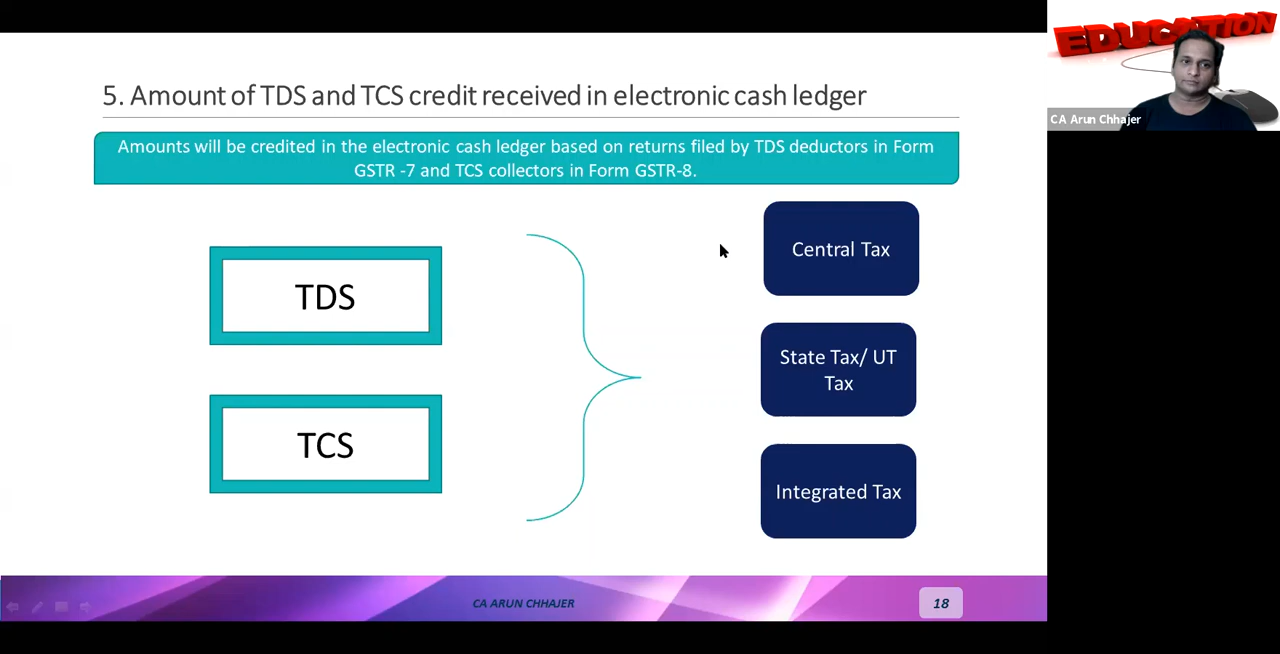 EDUCATION
CA Arun Chhajer
5. Amount of TDS and TCS credit received in electronic cash ledger
Amounts will be credited in the electronic cash ledger based on returns filed by TDS deductors in Form
GSTR -7 and TCS collectors in Form GSTR-8.
TDS
TCS
Central Tax
State Tax/ UT
Tax
Integrated Tax
CA ARUN CHHAJER
18